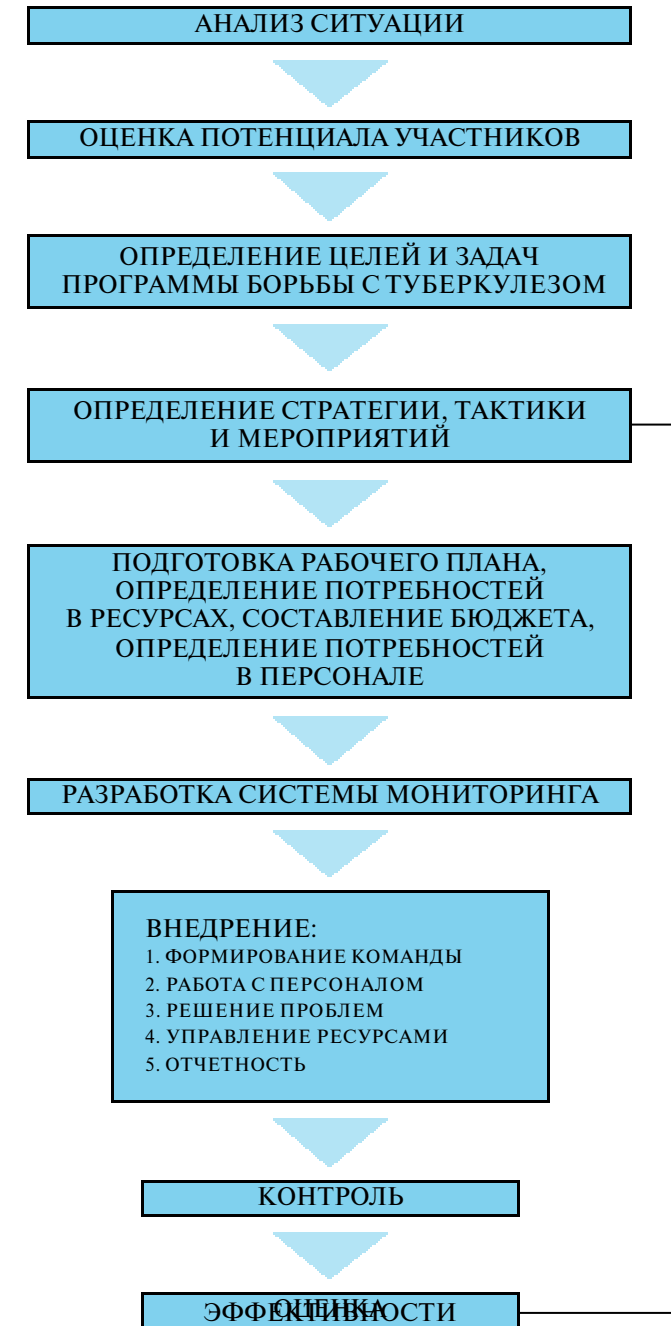 АНАЛИЗ СИТУАЦИИ
ОЦЕНКА ПОТЕНЦИАЛА УЧАСТНИКОВ
ОПРЕДЕЛЕНИЕ ЦЕЛЕЙ И ЗАДАЧ
ПРОГРАММЫ БОРЬБЫ С ТУБЕРКУЛЕЗОМ
ОПРЕДЕЛЕНИЕ СТРАТЕГИИ, ТАКТИКИ
И МЕРОПРИЯТИЙ
ПОДГОТОВКА РАБОЧЕГО ПЛАНА,
ОПРЕДЕЛЕНИЕ ПОТРЕБНОСТЕЙ
В РЕСУРСАХ, СОСТАВЛЕНИЕ БЮДЖЕТА,
ОПРЕДЕЛЕНИЕ ПОТРЕБНОСТЕЙ
В ПЕРСОНАЛЕ
РАЗРАБОТКА СИСТЕМЫ МОНИТОРИНГА
ВНЕДРЕНИЕ:
1. ФОРМИРОВАНИЕ КОМАНДЫ
2. РАБОТА С ПЕРСОНАЛОМ
3. РЕШЕНИЕ ПРОБЛЕМ
4. УПРАВЛЕНИЕ РЕСУРСАМИ
5. ОТЧЕТНОСТЬ
КОНТРОЛЬ
ОЦЕНКА
ЭФФЕКТИВНОСТИ